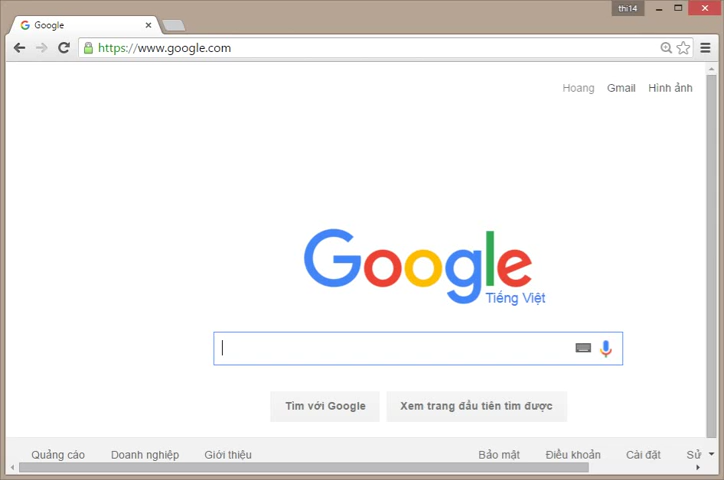 thi14
Google
https://www.google.com
Hoang Gmail Hình ảnh
Google
Tiếng Việt
Tìm với Google Xem trang đầu tiên tìm được
Quảng cáo Doanh nghiệp Giới thiệu Bảo mật Điều khoản Cài đặt Sử